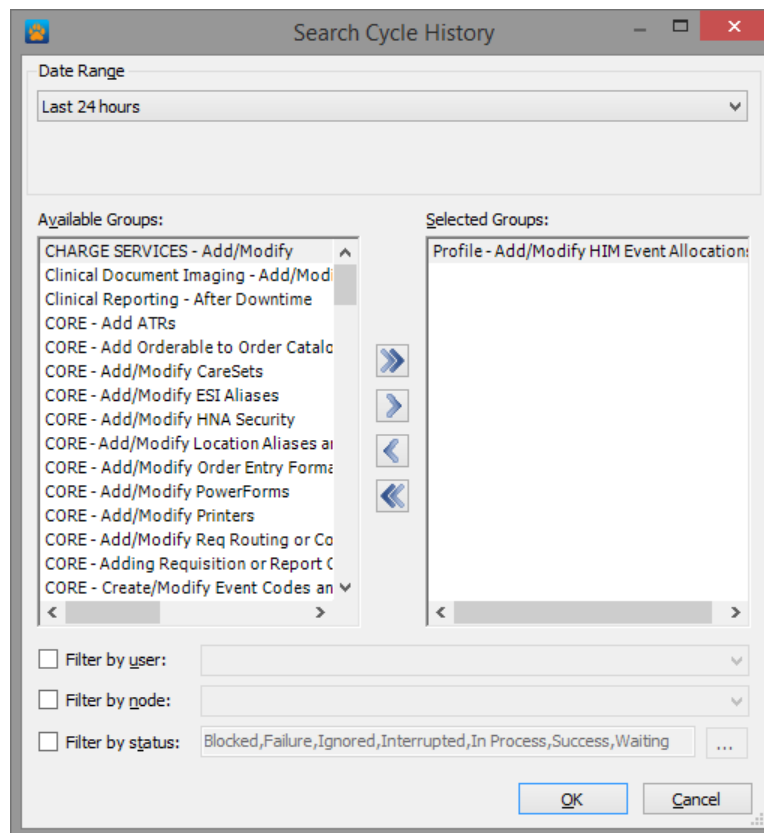 Search Cycle History
Date Range
Last 24 hours
Available Groups:
CHARGE SERVICES - Add/Modify
Clinical Document Imaging - Add/Modi
Clinical Reporting - After Downtime
CORE - Add ATRs
CORE - Add Orderable to Order Catalo
CORE - Add/Modify CareSets
CORE - Add/Modify ESI Aliases
CORE - Add/Modify HNA Security
CORE - Add/Modify Location Aliases a
CORE - Add/Modify Order Entry Forma
CORE - Add/Modify PowerForms
CORE - Add/Modify Printers
CORE - Add/Modify Req Routing or Co
CORE - Adding Requisition or Report
CORE - Create/Modify Event Codes an
Selected Groups:
Profile - Add/Modify HIM Event Allocations
Filter by user:
Filter by node:
Filter by status:
Blocked,Failure,Ignored,Interrupted,In Process,Success,Waiting
...
OK
Cancel